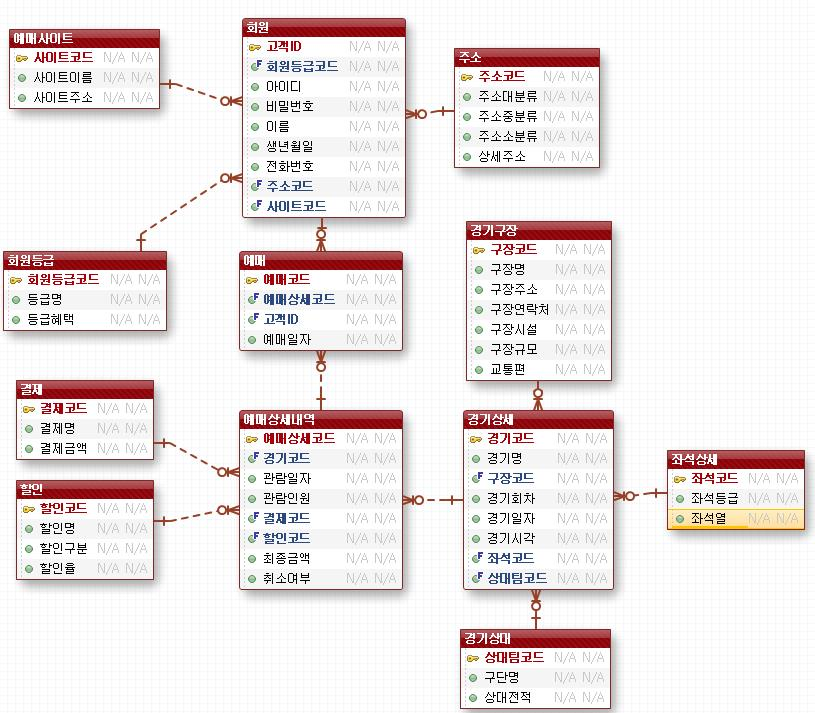 예매사이트
사이트코드 N/A N/A
사이트이름 N/A N/A
사이트주소 N/A N/A
회원
고객ID N/A N/A
회원등급코드 N/A N/A
아이디 N/A N/A
비밀번호 N/A N/A
이름 N/A N/A
생년월일 N/A N/A
전화번호 N/A N/A
주소코드 N/A N/A
사이트코드 N/A N/A
주소
주소코드 N/A N/A
주소대분류 N/A N/A
주소중분류 N/A N/A
주소소분류 N/A N/A
상세주소 N/A N/A
회원등급
회원등급코드 N/A N/A
등급명 N/A N/A
등급혜택 N/A N/A
예매
예매코드 N/A N/A
예매상세코드 N/A N/A
고객ID N/A N/A
예매일자 N/A N/A
경기구장
구장코드 N/A N/A
구장명 N/A N/A
구장주소 N/A N/A
구장연락처 N/A N/A
구장시설 N/A N/A
구장규모 N/A N/A
교통편 N/A N/A
결제
결제코드 N/A N/A
결제명 N/A N/A
결제금액 N/A N/A
할인
할인코드 N/A N/A
할인명 N/A N/A
할인구분 N/A N/A
할인율 N/A N/A
예매상세내역
예매상세코드 N/A N/A
경기코드 N/A N/A
관람일자 N/A N/A
관람인원 N/A N/A
결제코드 N/A N/A
할인코드 N/A N/A
최종금액 N/A N/A
취소여부 N/A N/A
경기상세
경기코드 N/A N/A
경기명 N/A N/A
구장코드 N/A N/A
경기회차 N/A N/A
경기일자 N/A N/A
경기시각 N/A N/A
좌석코드 N/A N/A
상대팀코드 N/A N/A
좌석상세
좌석코드 N/A N/A
좌석등급 N/A N/A
좌석열 N/A N/A
경기상대
상대팀코드 N/A N/A
구단명 N/A N/A
상대전적 N/A N/A